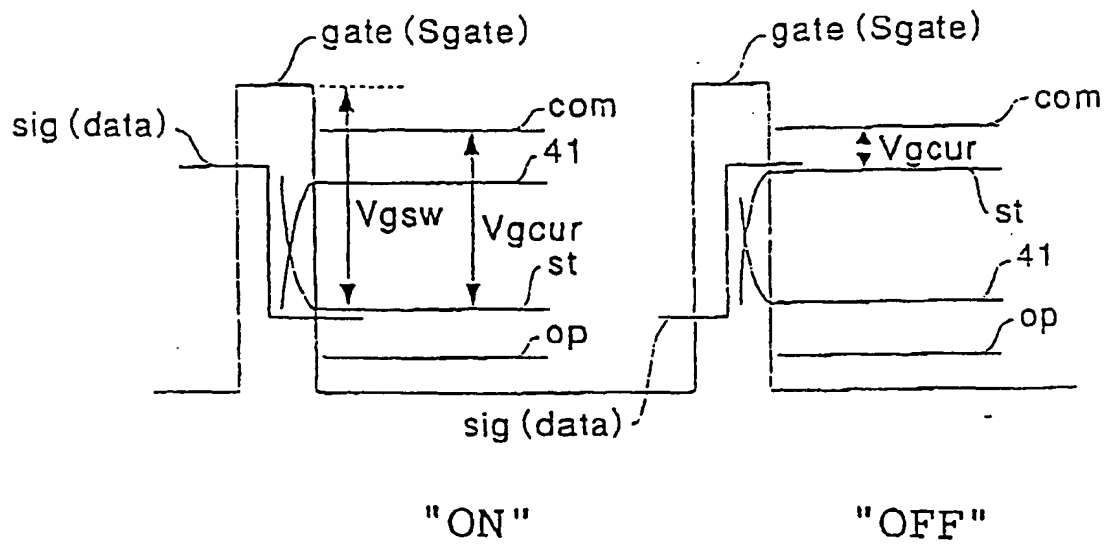 gate (Sgate)
gate (Sgate)
com
com
sig (data)
41
Vgcur
Vgsw
Vgcur
st
st
41
op
op
sig (data)
"ON"
"OFF"